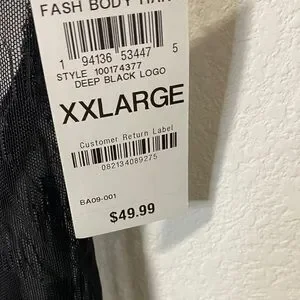 FASH BODY
1 94136 53447 5
STYLE 100174377
DEEP BLACK LOGO
XXLARGE
Customer Return Label
082134089275
BA09-001
$49.99